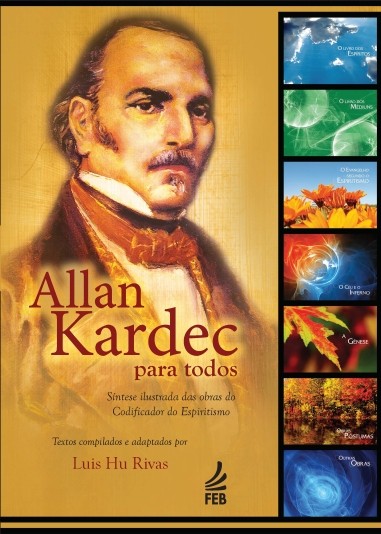 Allan
Kardec
para todos
Síntese ilustrada das obras do
Codificador do Espiritismo
Textos compilados e adaptados por
Luis Hu Rivas
FEB
O LIVRO DOS
ESPÍRITOS
O LIVRO DOS
MÉDIUNS
O EVANGELHO
SEGUNDO O
ESPIRITISMO
O CÉU E O
INFERNO
A
GÊNESE
OBRAS
PÓSTUMAS
OUTRAS
OBRAS